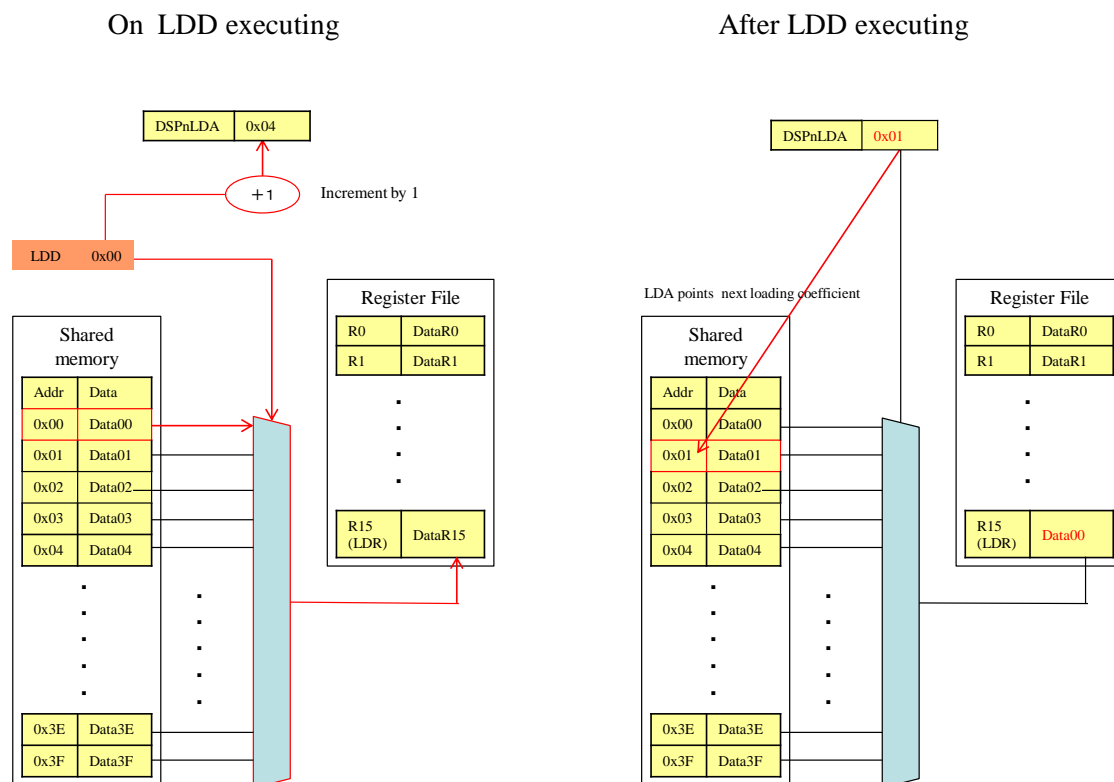 On LDD executing
After LDD executing
DSPnLDA 0x04
+1
Increment by 1
LDD 0x00
Shared memory
Addr Data
0x00 Data00
0x01 Data01
0x02 Data02
0x03 Data03
0x04 Data04
0x3E Data3E
0x3F Data3F
Register File
R0 DataR0
R1 DataR1
R15 (LDR) DataR15
DSPnLDA 0x01
LDA points next loading coefficient
Shared memory
Addr Data
0x00 Data00
0x01 Data01
0x02 Data02
0x03 Data03
0x04 Data04
0x3E Data3E
0x3F Data3F
Register File
R0 DataR0
R1 DataR1
R15 (LDR) Data00